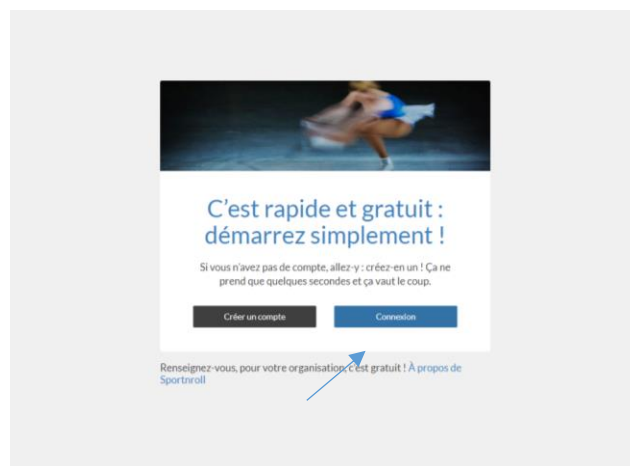 C'est rapide et gratuit :
démarrez simplement !
Si vous n'avez pas de compte, allez-y : créez-en un ! Ça ne
prend que quelques secondes et ça vaut le coup.
Créer un compte
Connexion
Renseignez-vous, pour votre organisation, c'est gratuit ! À propos de
Sportnroll